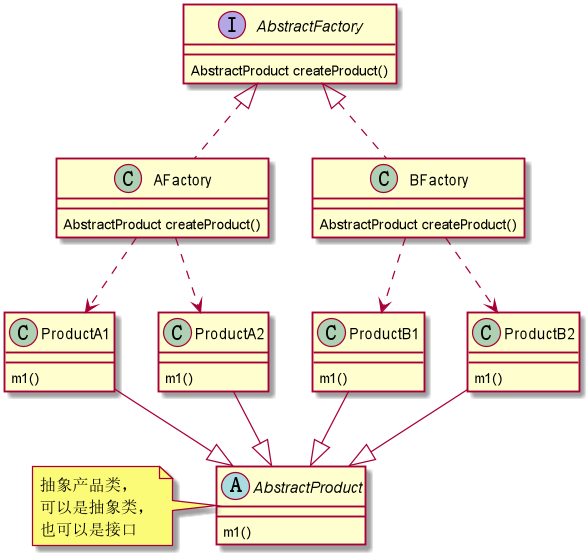 I AbstractFactory
AbstractProduct createProduct()
C AFactory
AbstractProduct createProduct()
C BFactory
AbstractProduct createProduct()
C ProductA1
m1()
C ProductA2
m1()
C ProductB1
m1()
C ProductB2
m1()
抽象产品类,
可以是抽象类,
也可以是接口
A AbstractProduct
m1()